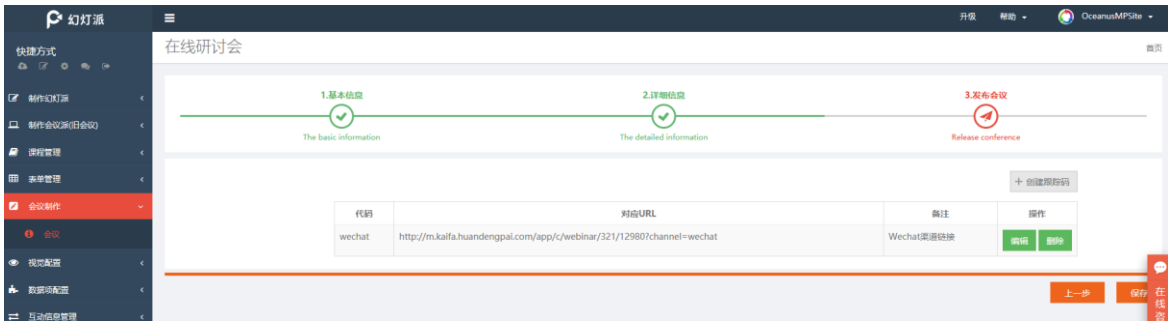 幻灯派
升级
帮助
OceanusMPSite
快捷方式
在线研讨会
首页
制作幻灯派
制作会议派(旧会议)
课程管理
表单管理
会议制作
会议
视觉配置
数据项配置
互动信息管理
1.基本信息
2.详细信息
3.发布会议
The basic information
The detailed information
Release conference
+ 创建跟踪码
代码 对应URL 备注 操作
wechat http://m.kaifa.huandengpai.com/app/c/webinar/321/12980?channel=wechat Wechat渠道链接 编辑 删除
上一步
保存
在线咨